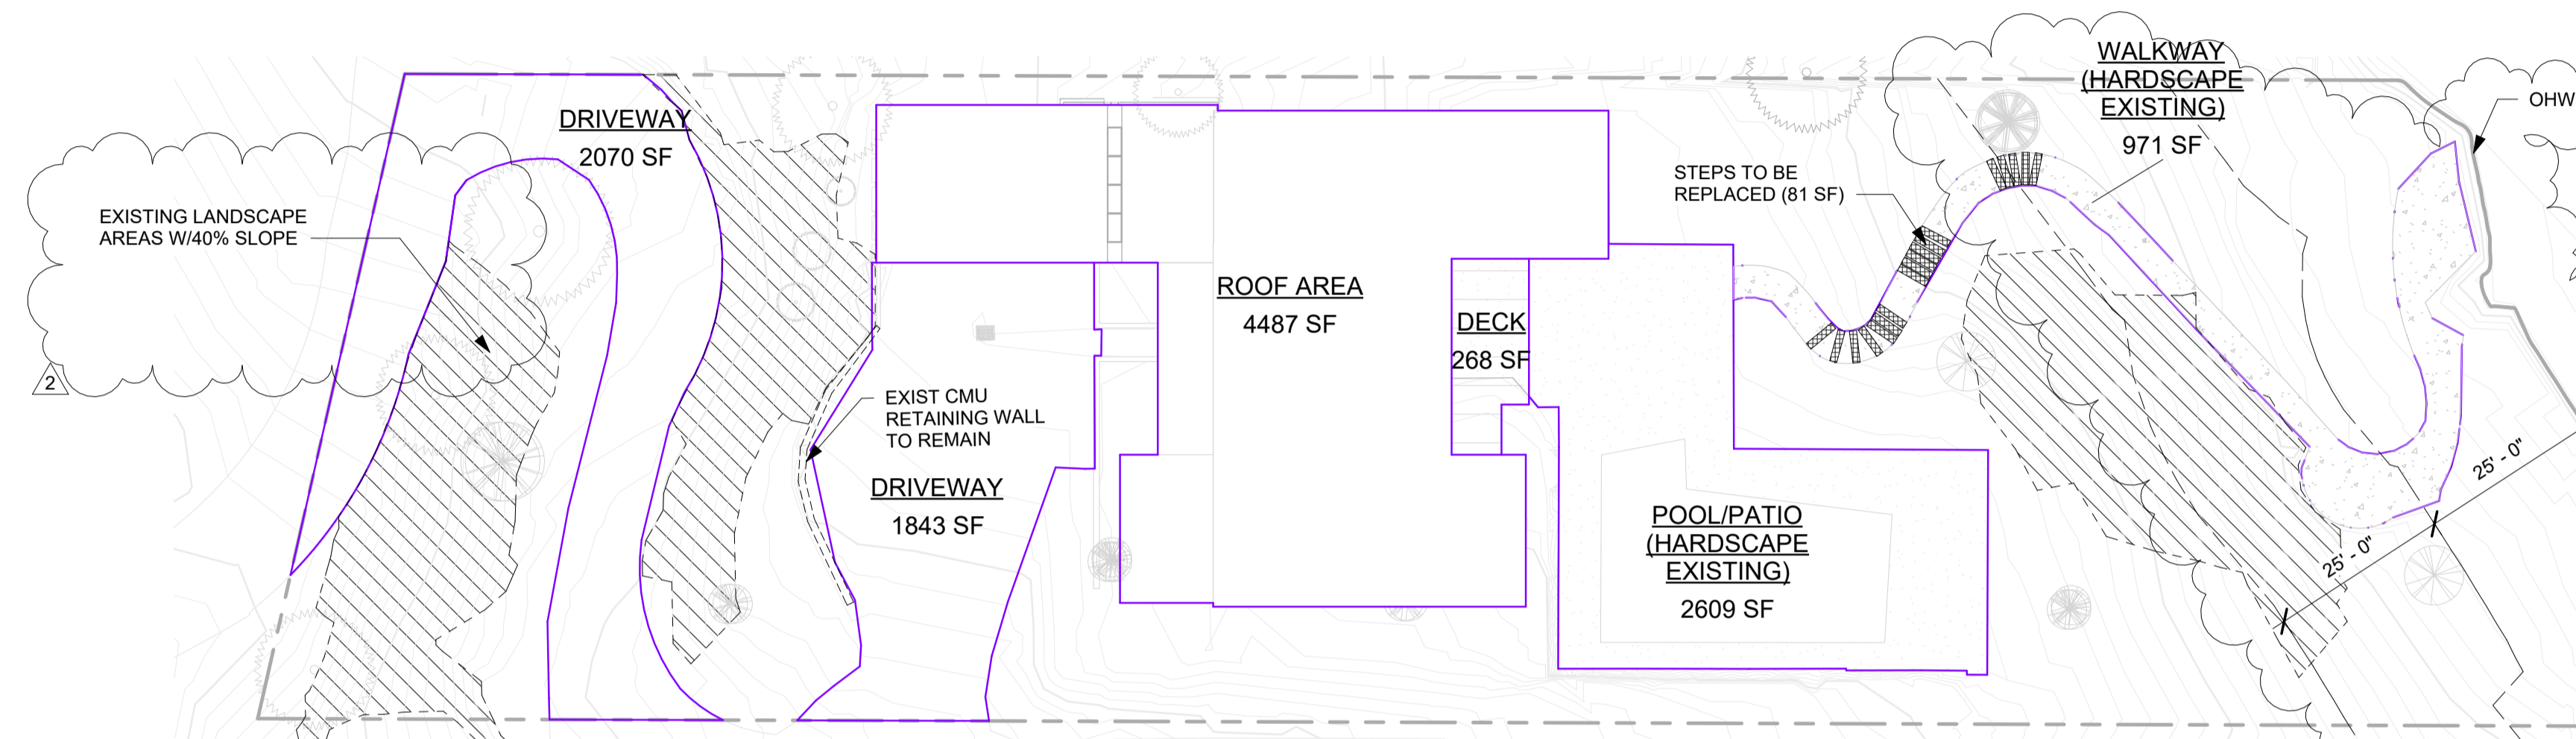 DRIVEWAY
2070 SF
EXISTING LANDSCAPE
AREAS W/40% SLOPE
2
EXIST CMU
RETAINING WALL
TO REMAIN
DRIVEWAY
1843 SF
ROOF AREA
4487 SF
DECK
268 SF
POOL/PATIO
(HARDSCAPE
EXISTING)
2609 SF
STEPS TO BE
REPLACED (81 SF)
WALKWAY
(HARDSCAPE
EXISTING)
971 SF
OHW
25' - 0"
25' - 0"